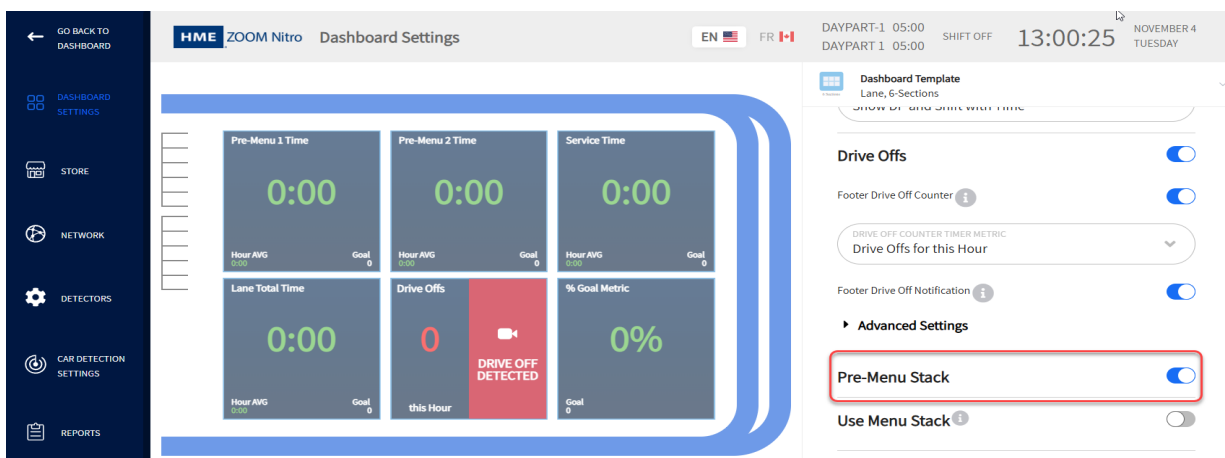 GO BACK TO
DASHBOARD
DASHBOARD
SETTINGS
STORE
NETWORK
DETECTORS
CAR DETECTION
SETTINGS
REPORTS
HME ZOOM Nitro Dashboard Settings
EN FR
DAYPART-1 05:00
DAYPART 1 05:00
SHIFT OFF
13:00:25
NOVEMBER 4
TUESDAY
Pre-Menu 1 Time
0:00
Hour AVG Goal
0:00 0
Pre-Menu 2 Time
0:00
Hour AVG Goal
0:00 0
Service Time
0:00
Hour AVG Goal
0:00 0
Lane Total Time
0:00
Hour AVG Goal
0:00 0
Drive Offs
0
this Hour
DRIVE OFF
DETECTED
% Goal Metric
0%
Goal
0
Dashboard Template
Lane, 6-Sections
Show DP and Shift with Time
Drive Offs
Footer Drive Off Counter i
DRIVE OFF COUNTER TIMER METRIC
Drive Offs for this Hour
Footer Drive Off Notification i
Advanced Settings
Pre-Menu Stack
Use Menu Stack i